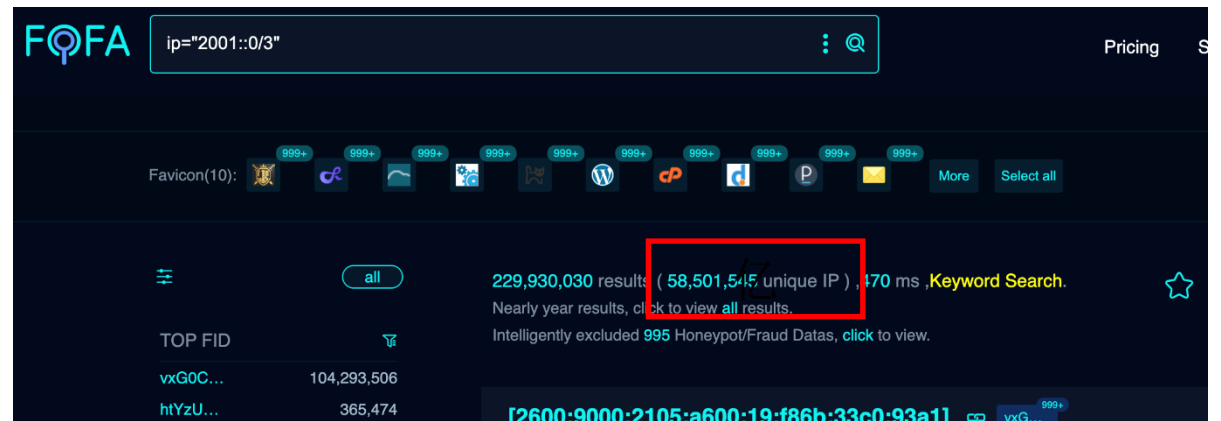 FOFA
ip="2001::0/3"
Pricing
S
999+ 999+ 999+ 999+ 999+ 999+ 999+ 999+ 999+ 999+
Favicon(10):
More
Select all
all
229,930,030 results ( 58,501,545 unique IP ) ,470 ms ,Keyword Search.
Nearly year results, click to view all results.
Intelligently excluded 995 Honeypot/Fraud Datas, click to view.
TOP FID
vxG0C... 104,293,506
htYzU... 365,474
[2600:9000:2105:a600:19:f86b:33c0:93a1]
vxG...
999+